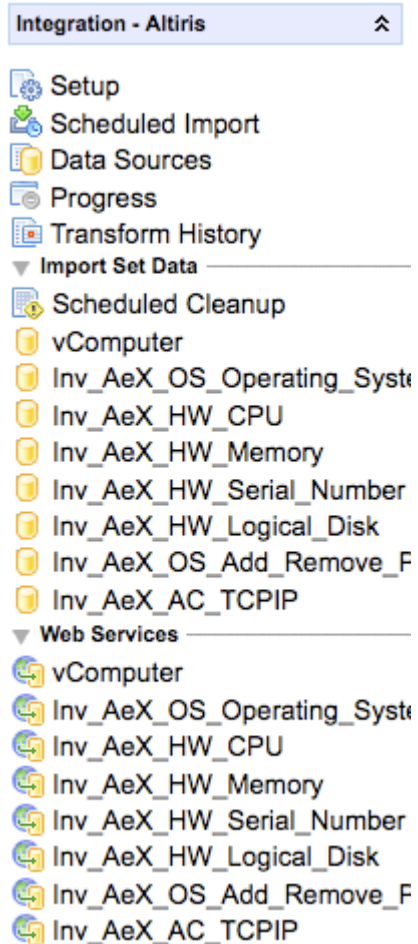 Integration - Altiris
Setup
Scheduled Import
Data Sources
Progress
Transform History
Import Set Data
Scheduled Cleanup
vComputer
Inv_AeX_OS_Operating_Syste
Inv_AeX_HW_CPU
Inv_AeX_HW_Memory
Inv_AeX_HW_Serial_Number
Inv_AeX_HW_Logical_Disk
Inv_AeX_OS_Add_Remove_P
Inv_AeX_AC_TCPIP
Web Services
vComputer
Inv_AeX_OS_Operating_Syste
Inv_AeX_HW_CPU
Inv_AeX_HW_Memory
Inv_AeX_HW_Serial_Number
Inv_AeX_HW_Logical_Disk
Inv_AeX_OS_Add_Remove_P
Inv_AeX_AC_TCPIP